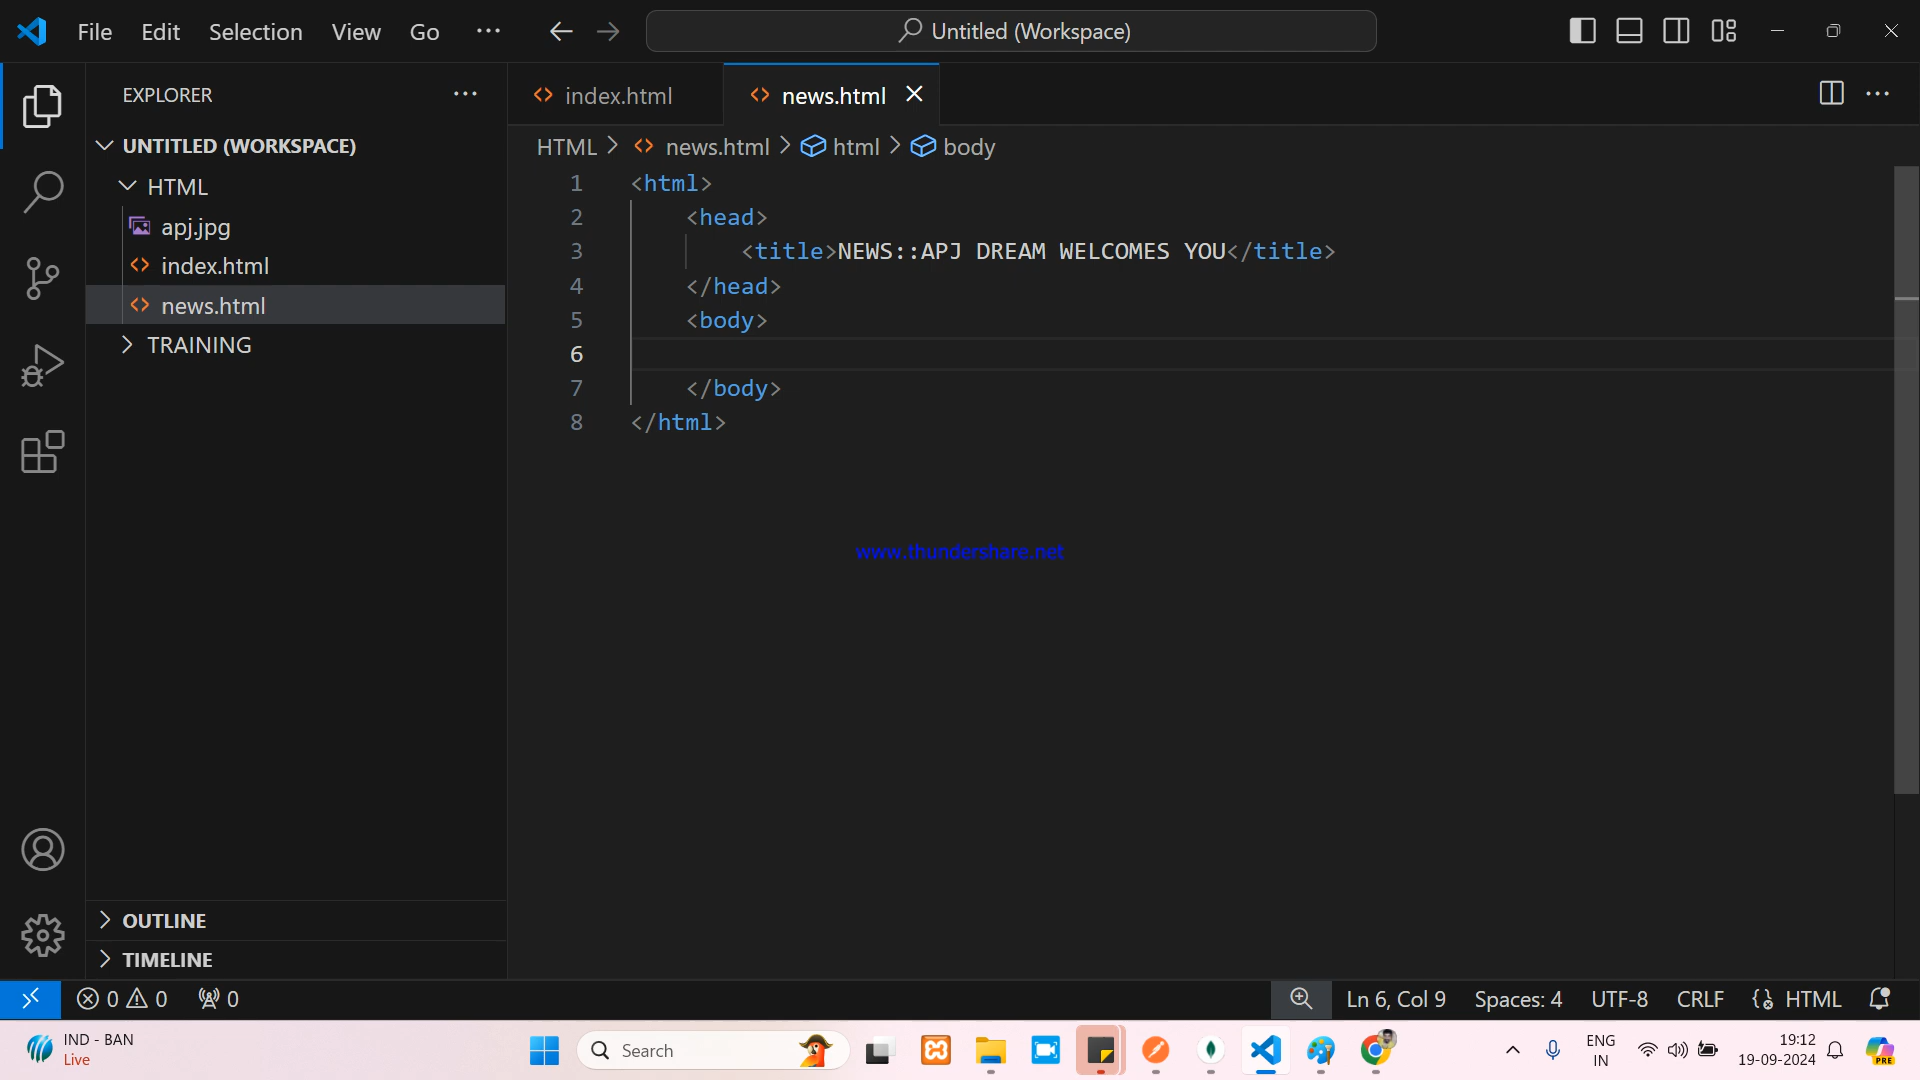 File Edit Selection View Go ··· Untitled (Workspace)
EXPLORER ···
UNTITLED (WORKSPACE)
HTML
apj.jpg
index.html
news.html
TRAINING
OUTLINE
TIMELINE
index.html news.html
HTML > news.html > html > body
1 <html>
2 <head>
3 <title>NEWS::APJ DREAM WELCOMES YOU</title>
4 </head>
5 <body>
6
7 </body>
8 </html>
www.thundershare.net
0 0 0 Ln 6, Col 9 Spaces: 4 UTF-8 CRLF HTML
IND - BAN
Live
Search
ENG
IN
19:12
19-09-2024
PRE